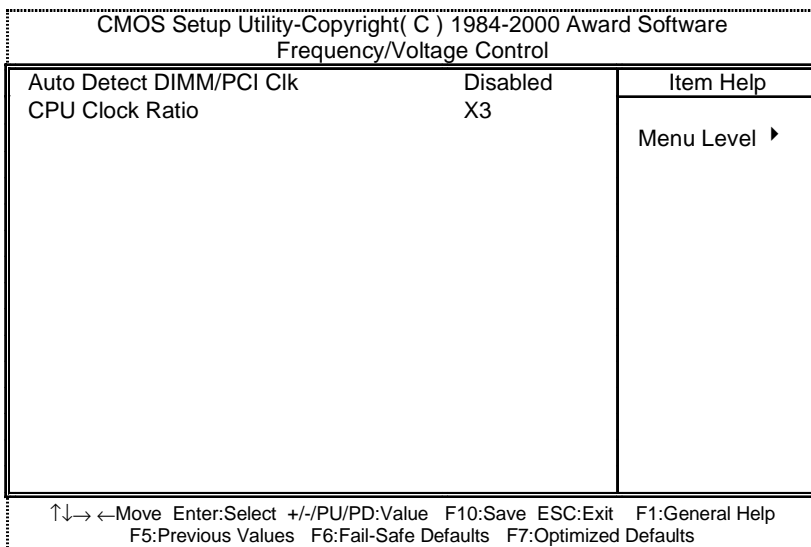 CMOS Setup Utility-Copyright( C ) 1984-2000 Award Software
Frequency/Voltage Control
Auto Detect DIMM/PCI Clk Disabled Item Help
CPU Clock Ratio X3
Menu Level ▸
↑↓→ ←Move Enter:Select +/-/PU/PD:Value F10:Save ESC:Exit F1:General Help
F5:Previous Values F6:Fail-Safe Defaults F7:Optimized Defaults